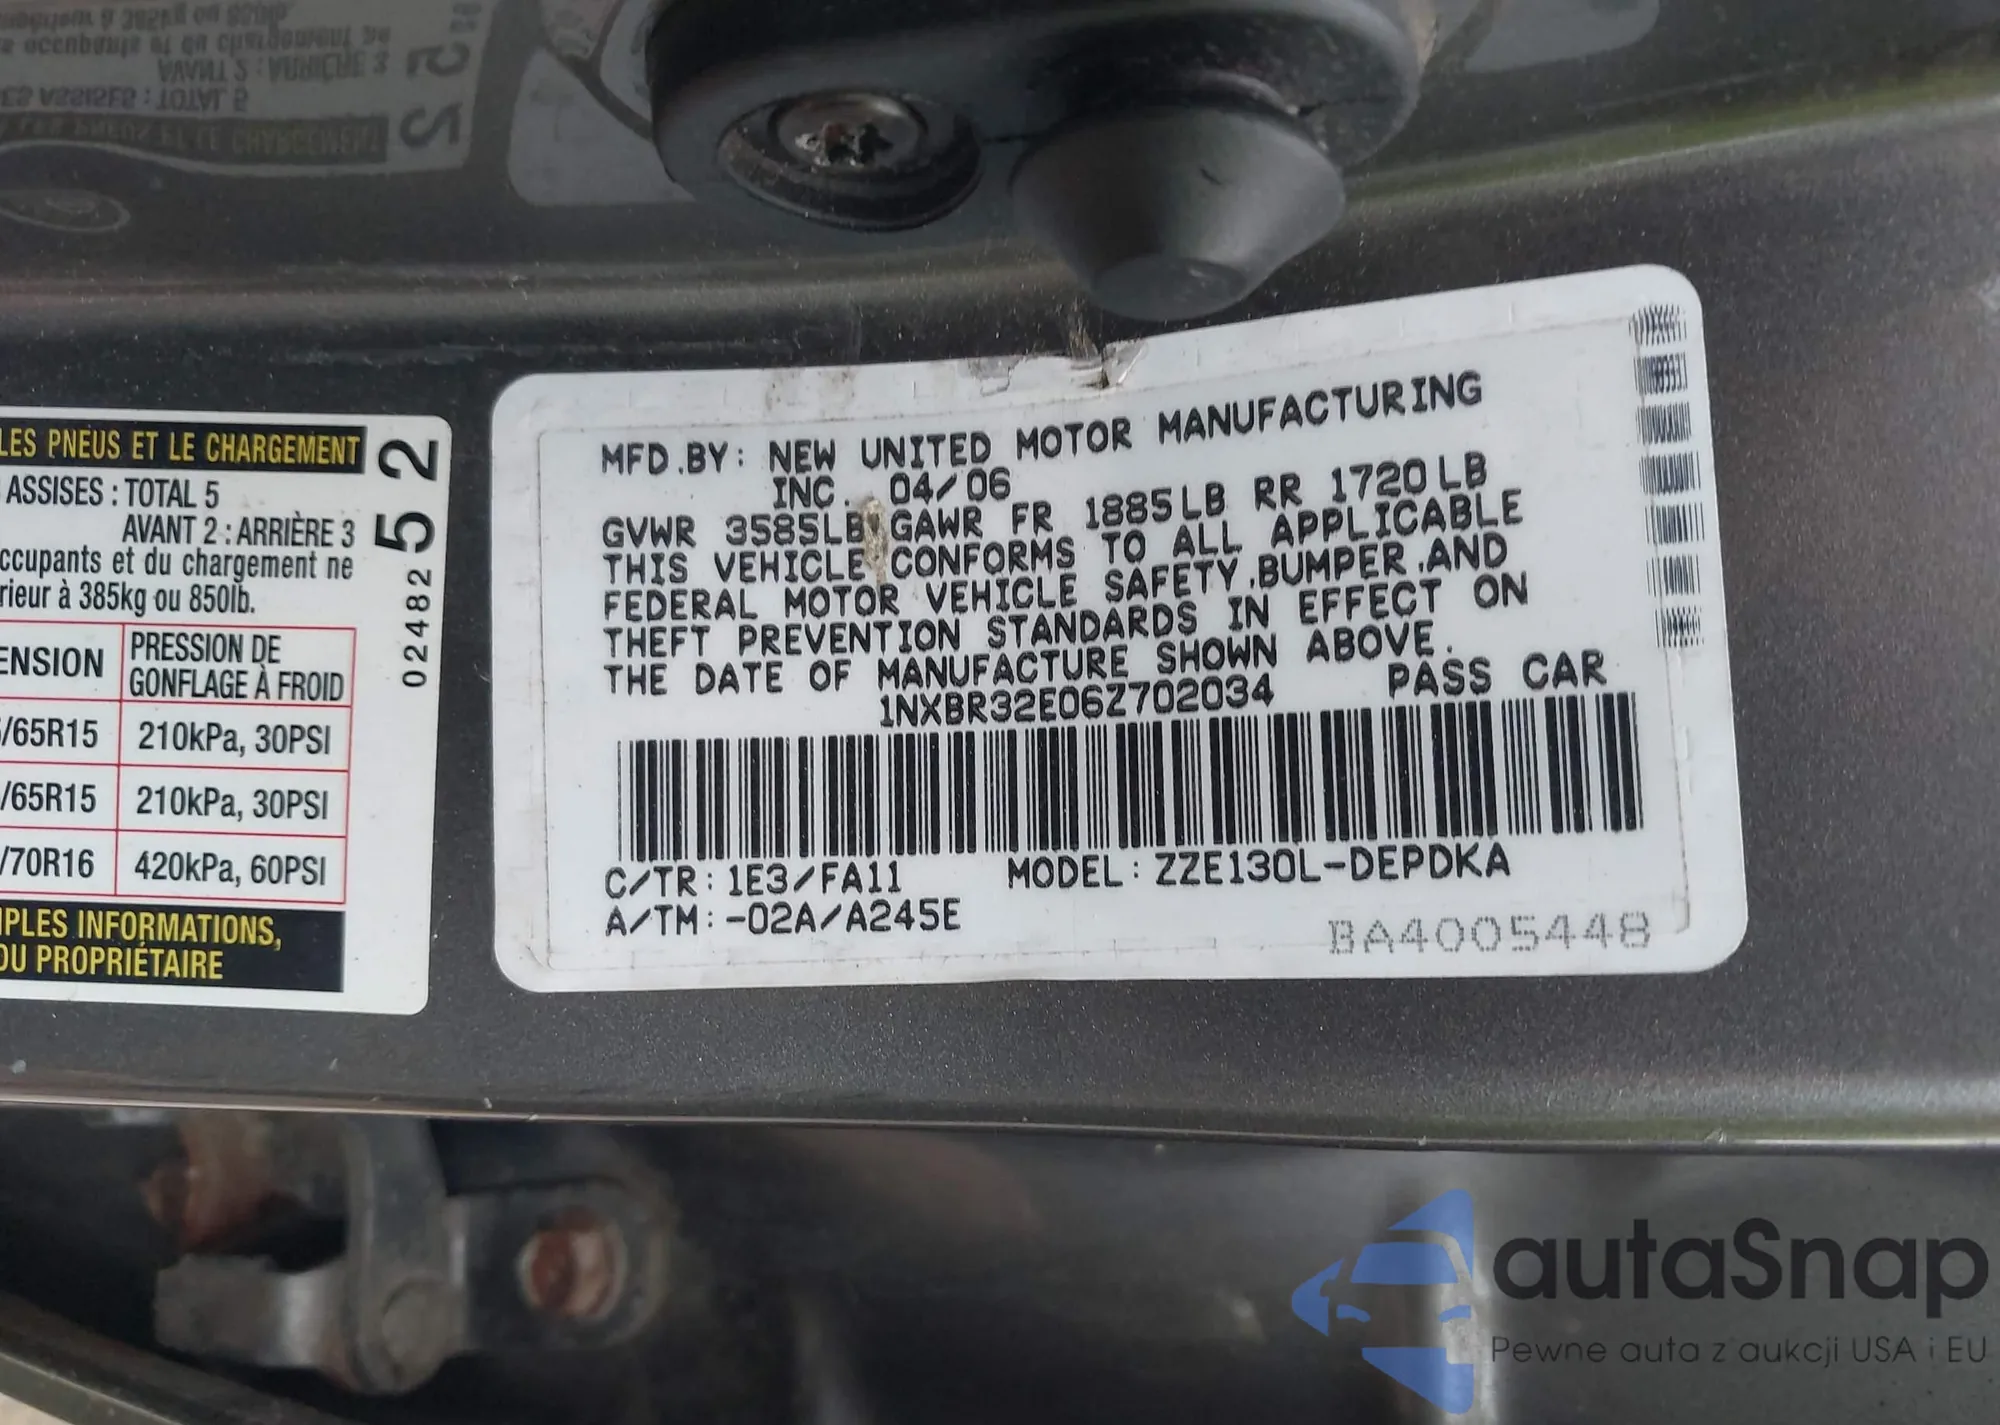 LES PNEUS ET LE CHARGEMENT
ASSISES : TOTAL 5
AVANT 2 : ARRIÈRE 3
ccupants et du chargement ne
rieur à 385kg ou 850lb.
ENSION PRESSION DE
GONFLAGE À FROID
/65R15 210kPa, 30PSI
/65R15 210kPa, 30PSI
/70R16 420kPa, 60PSI
PLES INFORMATIONS,
OU PROPRIÉTAIRE
02482 52
MFD.BY: NEW UNITED MOTOR MANUFACTURING
INC. 04/06
GVWR 3585LB GAWR FR 1885LB RR 1720LB
THIS VEHICLE CONFORMS TO ALL APPLICABLE
FEDERAL MOTOR VEHICLE SAFETY,BUMPER,AND
THEFT PREVENTION STANDARDS IN EFFECT ON
THE DATE OF MANUFACTURE SHOWN ABOVE.
1NXBR32E06Z702034 PASS CAR
C/TR: 1E3/FA11 MODEL: ZZE130L-DEPDKA
A/TM:-02A/A245E
BA4005448
autaSnap
Pewne auta z aukcji USA i EU